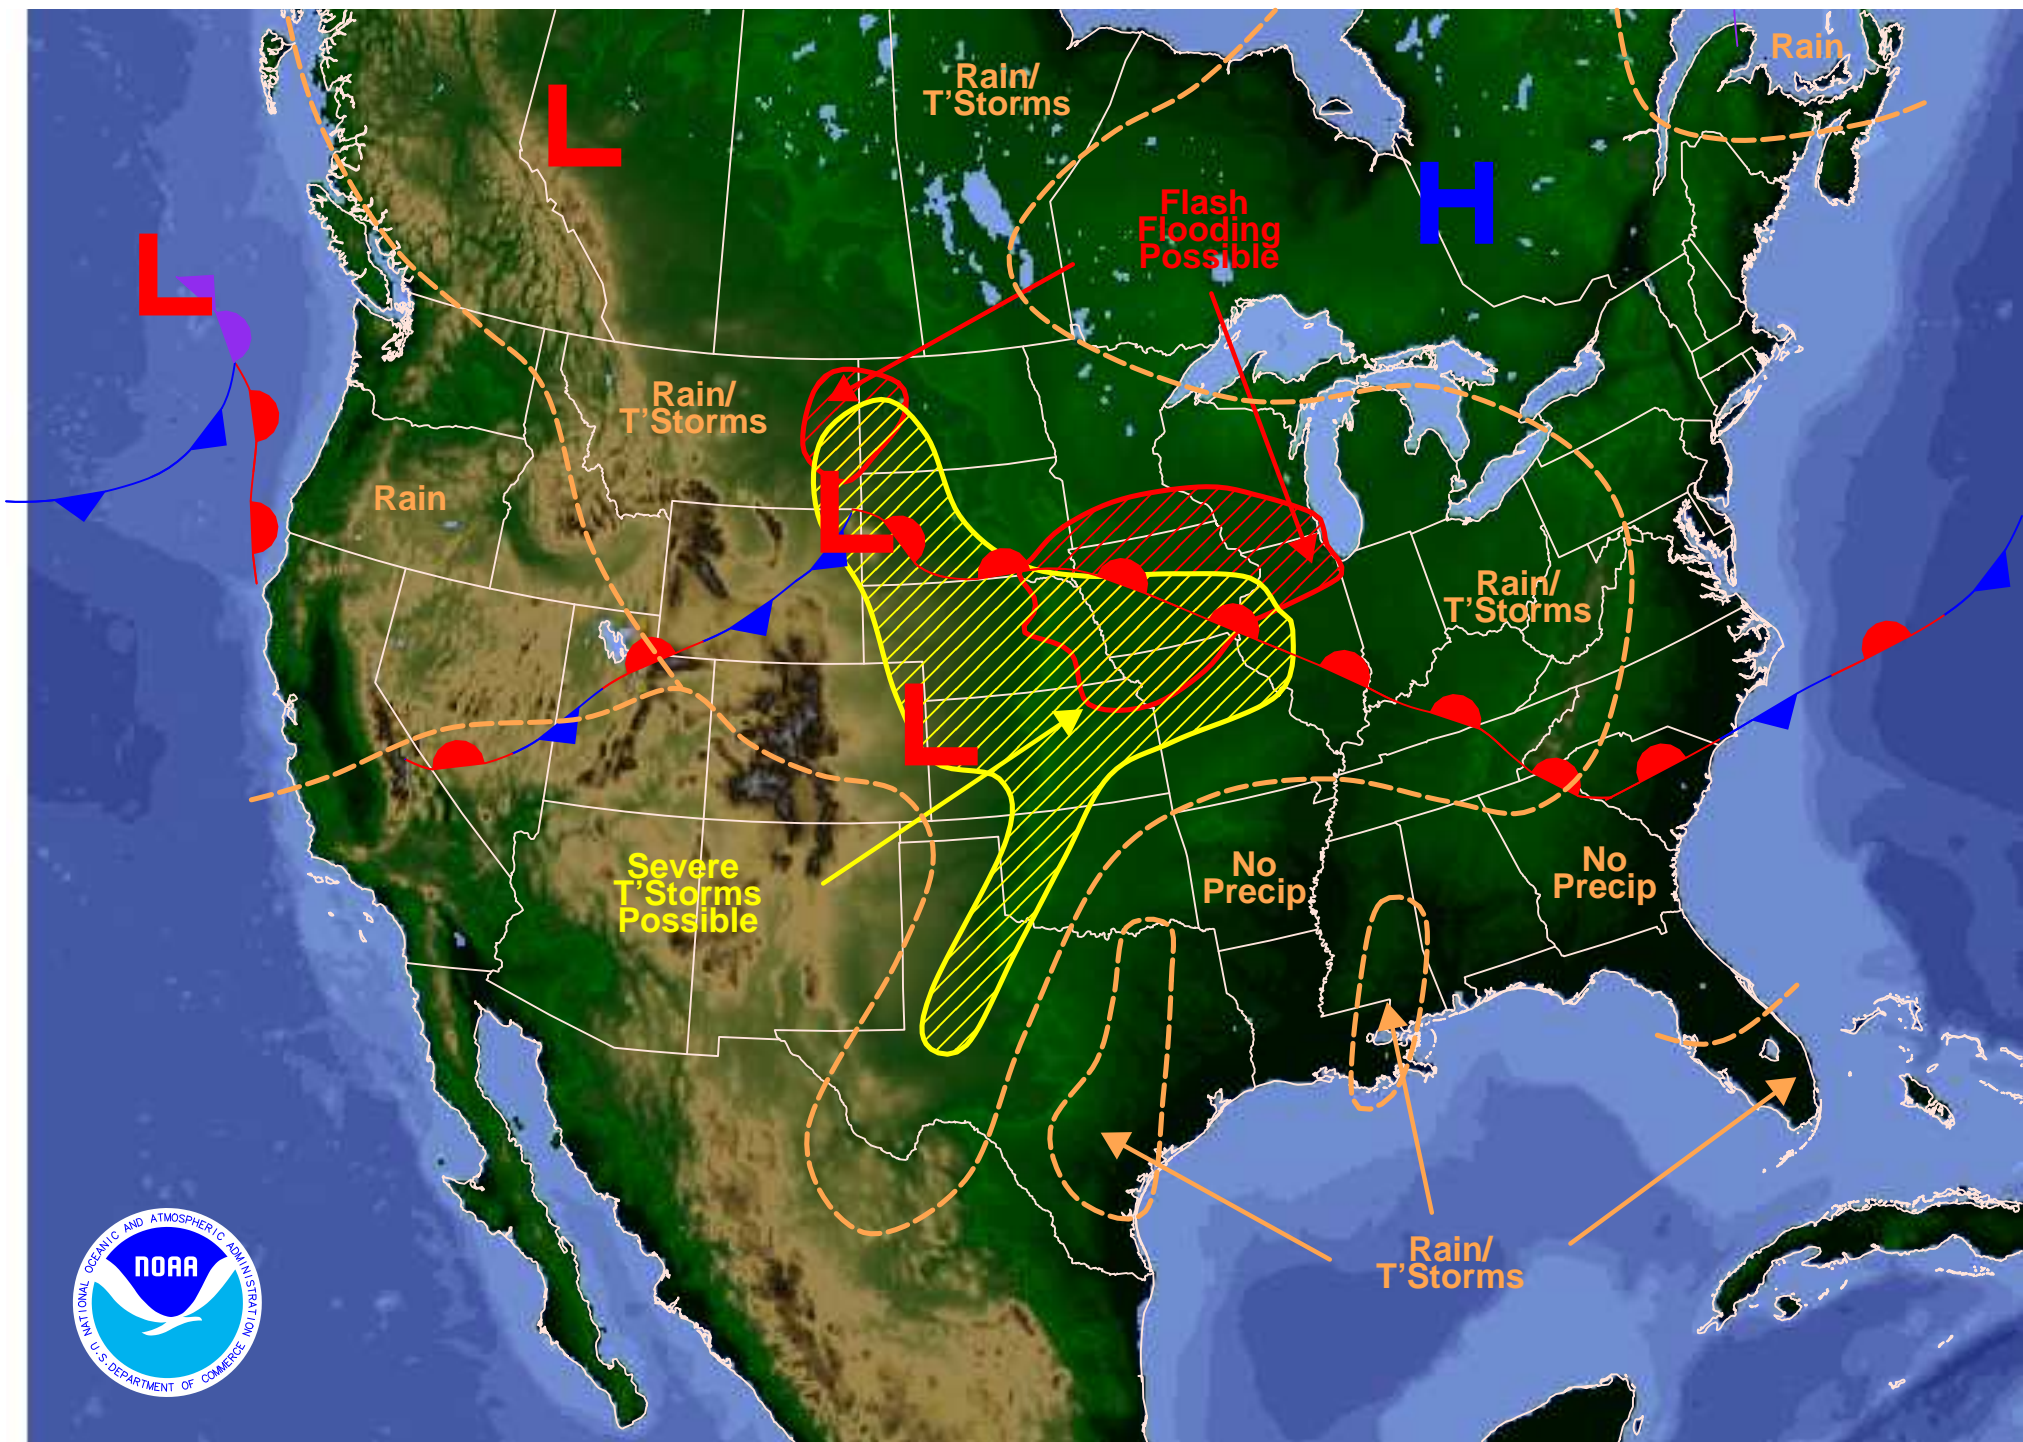 Rain
Rain/
T'Storms
L
H
Flash
Flooding
Possible
L
Rain/
T'Storms
Rain
L
Rain/
T'Storms
L
Severe
T'Storms
Possible
No
Precip
No
Precip
Rain/
T'Storms
NATIONAL OCEANIC AND ATMOSPHERIC ADMINISTRATION
NOAA
U.S. DEPARTMENT OF COMMERCE